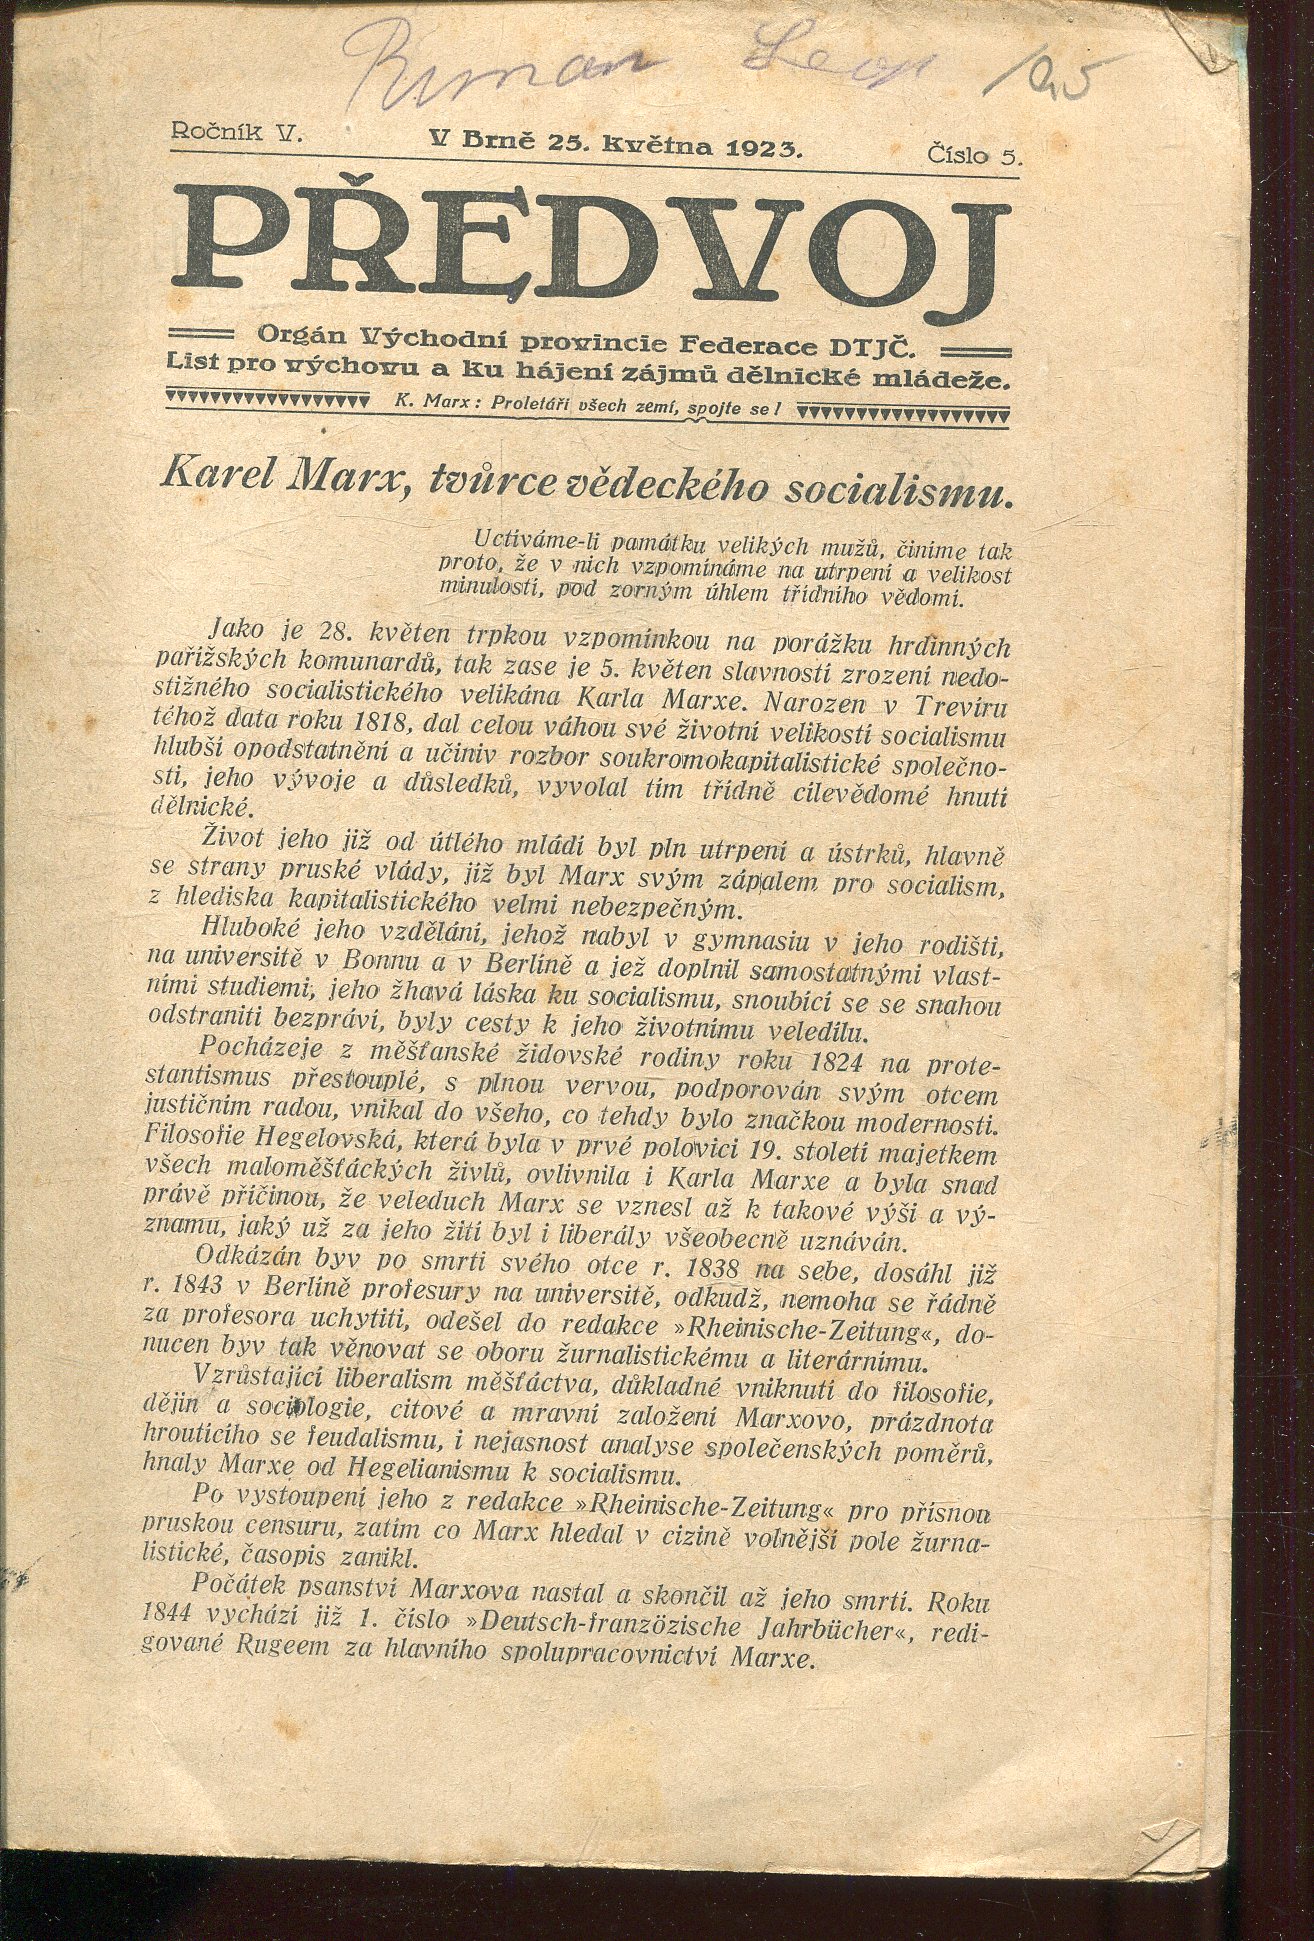 Ročník V.
V Brně 25. května 1923.
Číslo 5.
PŘEDVOJ
Orgán Východní provincie Federace DTJČ.
List pro výchovu a ku hájení zájmů dělnické mládeže.
K. Marx: Proletáři všech zemí, spojte se!
Karel Marx, tvůrce vědeckého socialismu.
Uctíváme-li památku velikých mužů, činíme tak
proto, že v nich vzpomínáme na utrpení a velikost
minulosti, pod zorným úhlem třídního vědomí.
Jako je 28. květen trpkou vzpomínkou na porážku hrdinných
pařížských komunardů, tak zase je 5. květen slavností zrození nedo-
stižného socialistického velikána Karla Marxe. Narozen v Trevíru
téhož data roku 1818, dal celou váhou své životní velikosti socialismu
hlubší opodstatnění a učiniv rozbor soukromokapitalistické společno-
sti, jeho vývoje a důsledků, vyvolal tím třídně cílevědomé hnutí
dělnické.
Život jeho již od útlého mládí byl pln utrpení a ústrků, hlavně
se strany pruské vlády, jíž byl Marx svým zápalem pro socialism,
z hlediska kapitalistického velmi nebezpečným.
Hluboké jeho vzdělání, jehož nabyl v gymnasiu v jeho rodišti,
na universitě v Bonnu a v Berlíně a jež doplnil samostatnými vlast-
ními studiemi, jeho žhavá láska ku socialismu, snoubící se se snahou
odstraniti bezpráví, byly cesty k jeho životnímu veledílu.
Pocházeje z měšťanské židovské rodiny roku 1824 na prote-
stantismus přestouplé, s plnou vervou, podporován svým otcem
justičním radou, vnikal do všeho, co tehdy bylo značkou modernosti.
Filosofie Hegelovská, která byla v prvé polovici 19. století majetkem
všech maloměšťáckých živlů, ovlivnila i Karla Marxe a byla snad
právě příčinou, že veleduch Marx se vznesl až k takové výši a vý-
znamu, jaký už za jeho žití byl i liberály všeobecně uznáván.
Odkázán byv po smrti svého otce r. 1838 na sebe, dosáhl již
r. 1843 v Berlíně profesury na universitě, odkudž, nemoha se řádně
za profesora uchytiti, odešel do redakce »Rheinische-Zeitung«, do-
nucen byv tak věnovat se oboru žurnalistickému a literárnímu.
Vzrůstající liberalism měšťáctva, důkladné vniknutí do filosofie,
dějin a sociologie, citové a mravní založení Marxovo, prázdnota
hroutícího se feudalismu, i nejasnost analyse společenských poměrů,
hnaly Marxe od Hegelianismu k socialismu.
Po vystoupení jeho z redakce »Rheinische-Zeitung« pro přísnou
pruskou censuru, zatím co Marx hledal v cizině volnější pole žurna-
listické, časopis zanikl.
Počátek psanství Marxova nastal a skončil až jeho smrtí. Roku
1844 vychází již 1. číslo »Deutsch-französische Jahrbücher«, redi-
gované Rugeem za hlavního spolupracovnictví Marxe.